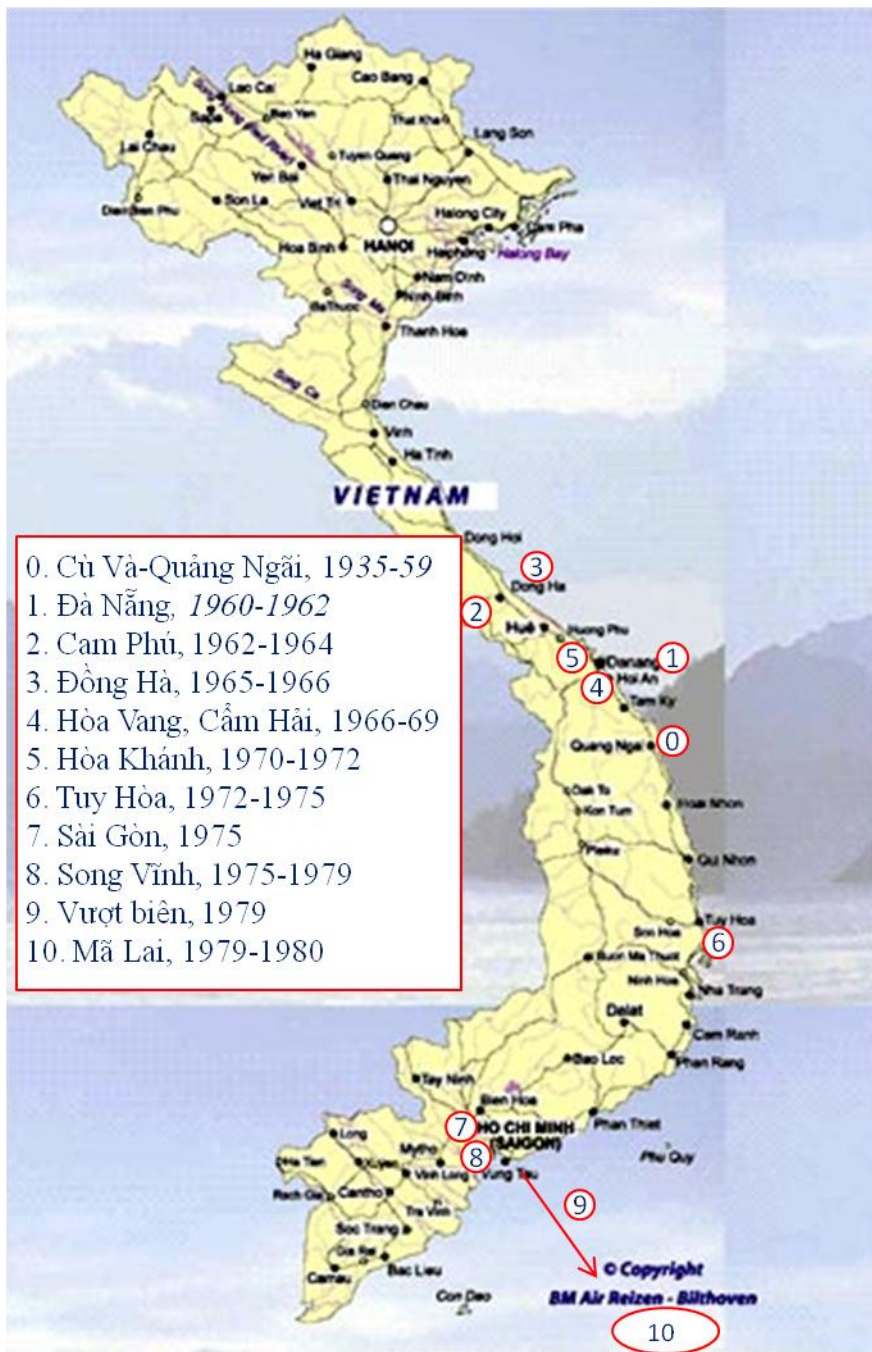 Ha Giang
Cao Bang
Lao Cai
Sapa
Bao Yen
That Khe
Lang Son
Lai Chau
Tuyen Quang
Yen Bai
Thai Nguyen
Dien Bien Phu
Son La
Viet Tri
Halong City
Cam Pha
HANOI
Haiphong
Halong Bay
Hoa Binh
Nam Dinh
Ninh Binh
BaThuoc
Song Ma
Thanh Hoa
Song Ca
Dien Chau
Vinh
Ha Tinh
VIETNAM
Dong Hoi
0. Cù Và-Quảng Ngãi, 1935-59
1. Đà Nẵng, 1960-1962
2. Cam Phú, 1962-1964
3. Đồng Hà, 1965-1966
4. Hòa Vang, Cẩm Hải, 1966-69
5. Hòa Khánh, 1970-1972
6. Tuy Hòa, 1972-1975
7. Sài Gòn, 1975
8. Song Vĩnh, 1975-1979
9. Vượt biên, 1979
10. Mã Lai, 1979-1980
3
Dong Ha
2
Huê
Huong Phu
5
Danang
1
4
Hoi An
Tam Ky
Quang Ngai
0
Dak To
Hoai Nhon
Kon Tum
Pleiku
Qui Nhon
Tuy Hoa
Son Hoa
6
Buon Ma Thuot
Ninh Hoa
Nha Trang
Dalat
Cam Ranh
Bao Loc
Phan Rang
Tay Ninh
Bien Hoa
7
HO CHI MINH
(SAIGON)
Phan Thiet
Phu Quy
Long
Mytho
8
Vung Tau
Ha Tien
Xuyen
Vinh Long
Rach Gia
Cantho
Tra Vinh
9
Soc Trang
Gia Rai
Camau
Bac Lieu
Con Dao
© Copyright
BM Air Reizen - Bilthoven
10